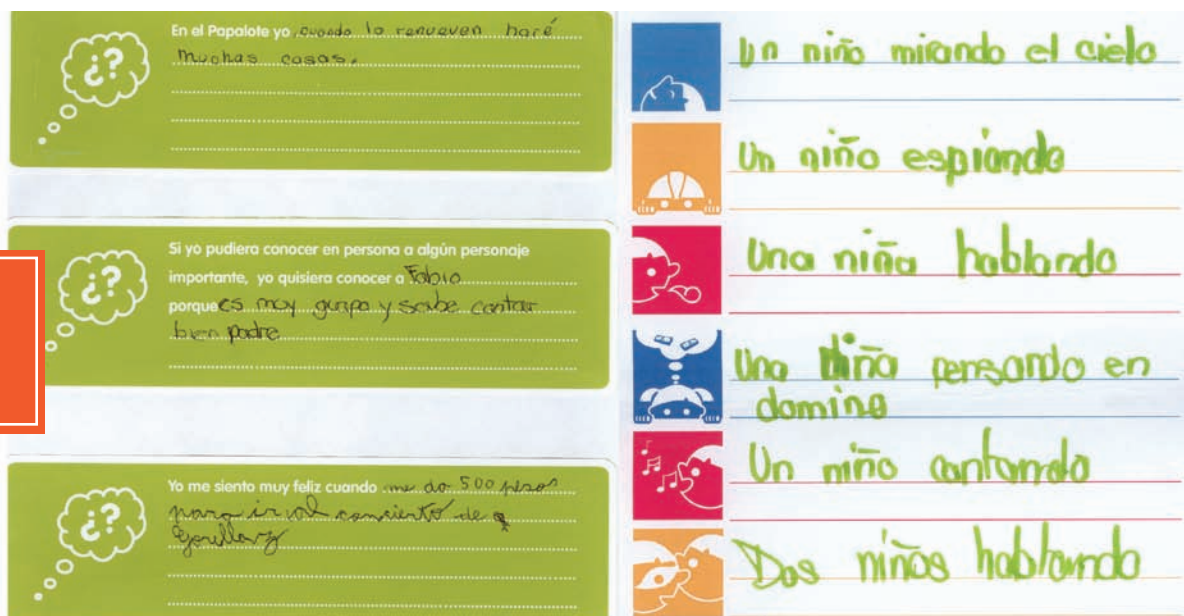 En el Papalote yo cuando lo renueven haré
muchas cosas.
Si yo pudiera conocer en persona a algún personaje
importante, yo quisiera conocer a Fabio
porque es moy guapo y sabe cantar
bien padre
Yo me siento muy feliz cuando me da 500 pesos
para ir al concierto de
Gorillaz
Un niño mirando el cielo
Un niño espiando
Una niña hablando
Una niña pensando en
domino
Un niño cantando
Dos niños hablando